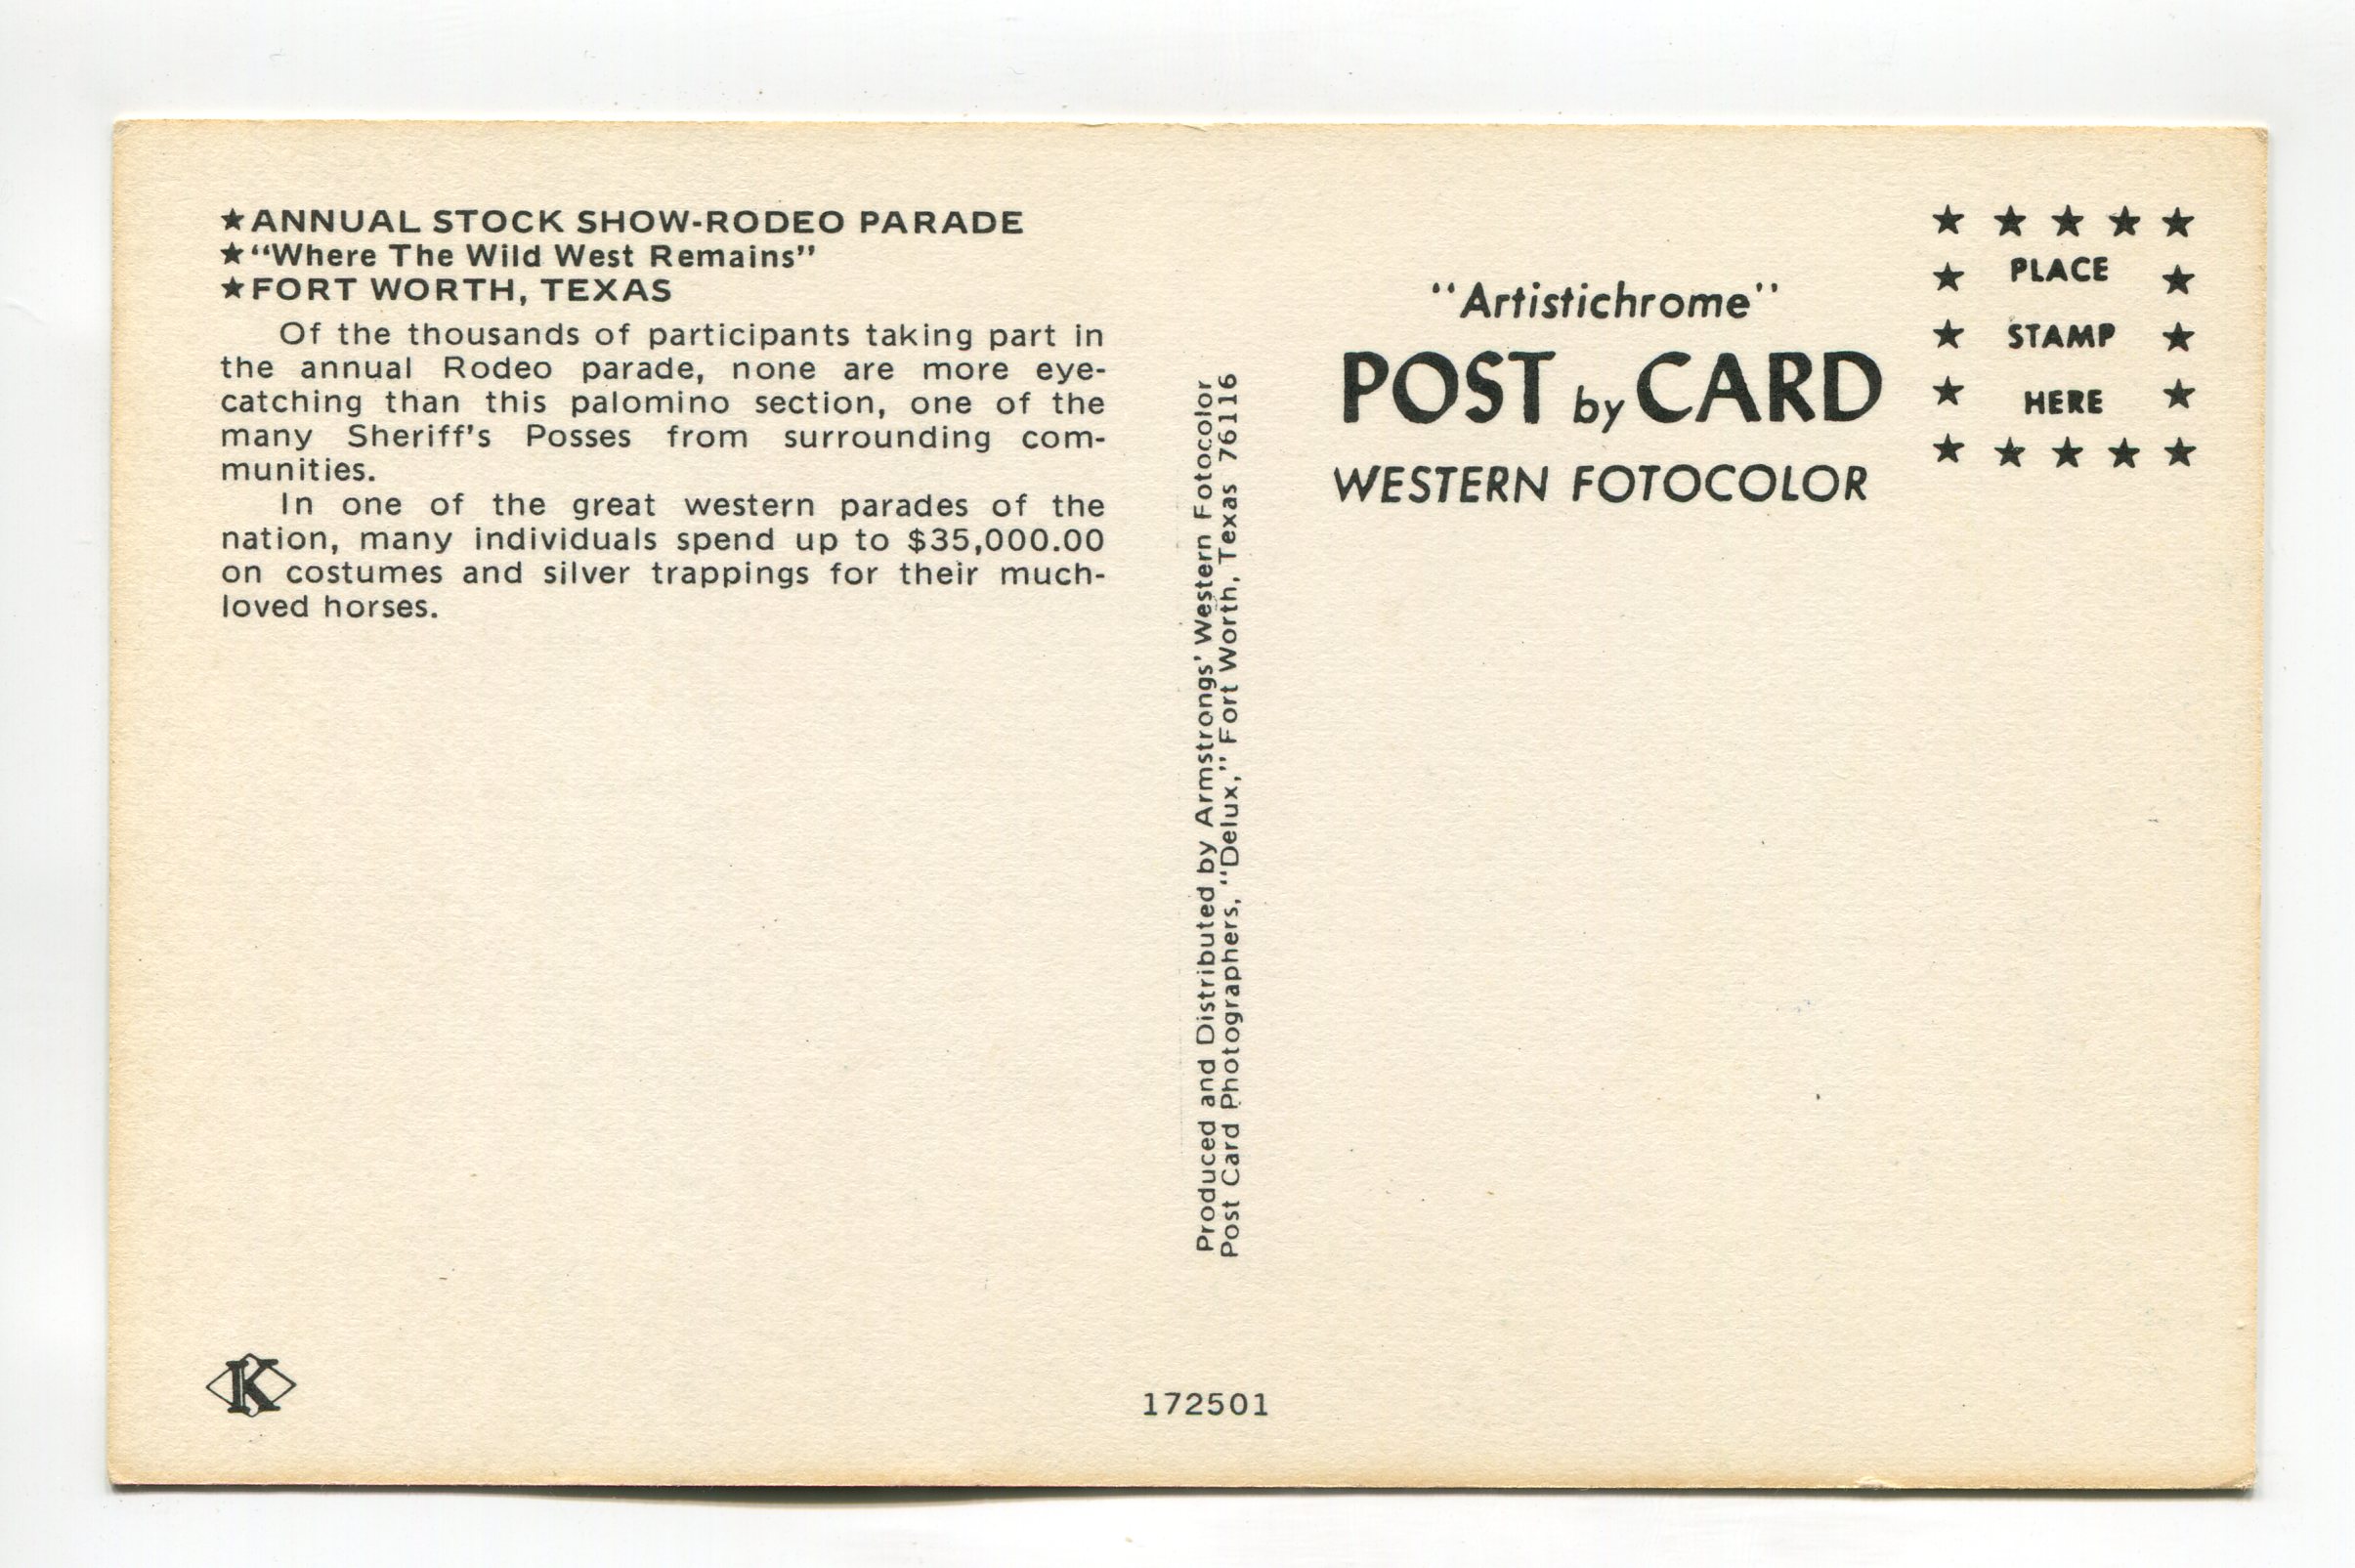 ★ANNUAL STOCK SHOW-RODEO PARADE
★“Where The Wild West Remains”
★FORT WORTH, TEXAS
Of the thousands of participants taking part in
the annual Rodeo parade, none are more eye-
catching than this palomino section, one of the
many Sheriff's Posses from surrounding com-
munities.
In one of the great western parades of the
nation, many individuals spend up to $35,000.00
on costumes and silver trappings for their much-
loved horses.
K
Produced and Distributed by Armstrongs' Western Fotocolor
Post Card Photographers, “Delux,” Fort Worth, Texas 76116
172501
“Artistichrome”
POST by CARD
WESTERN FOTOCOLOR
PLACE
STAMP
HERE